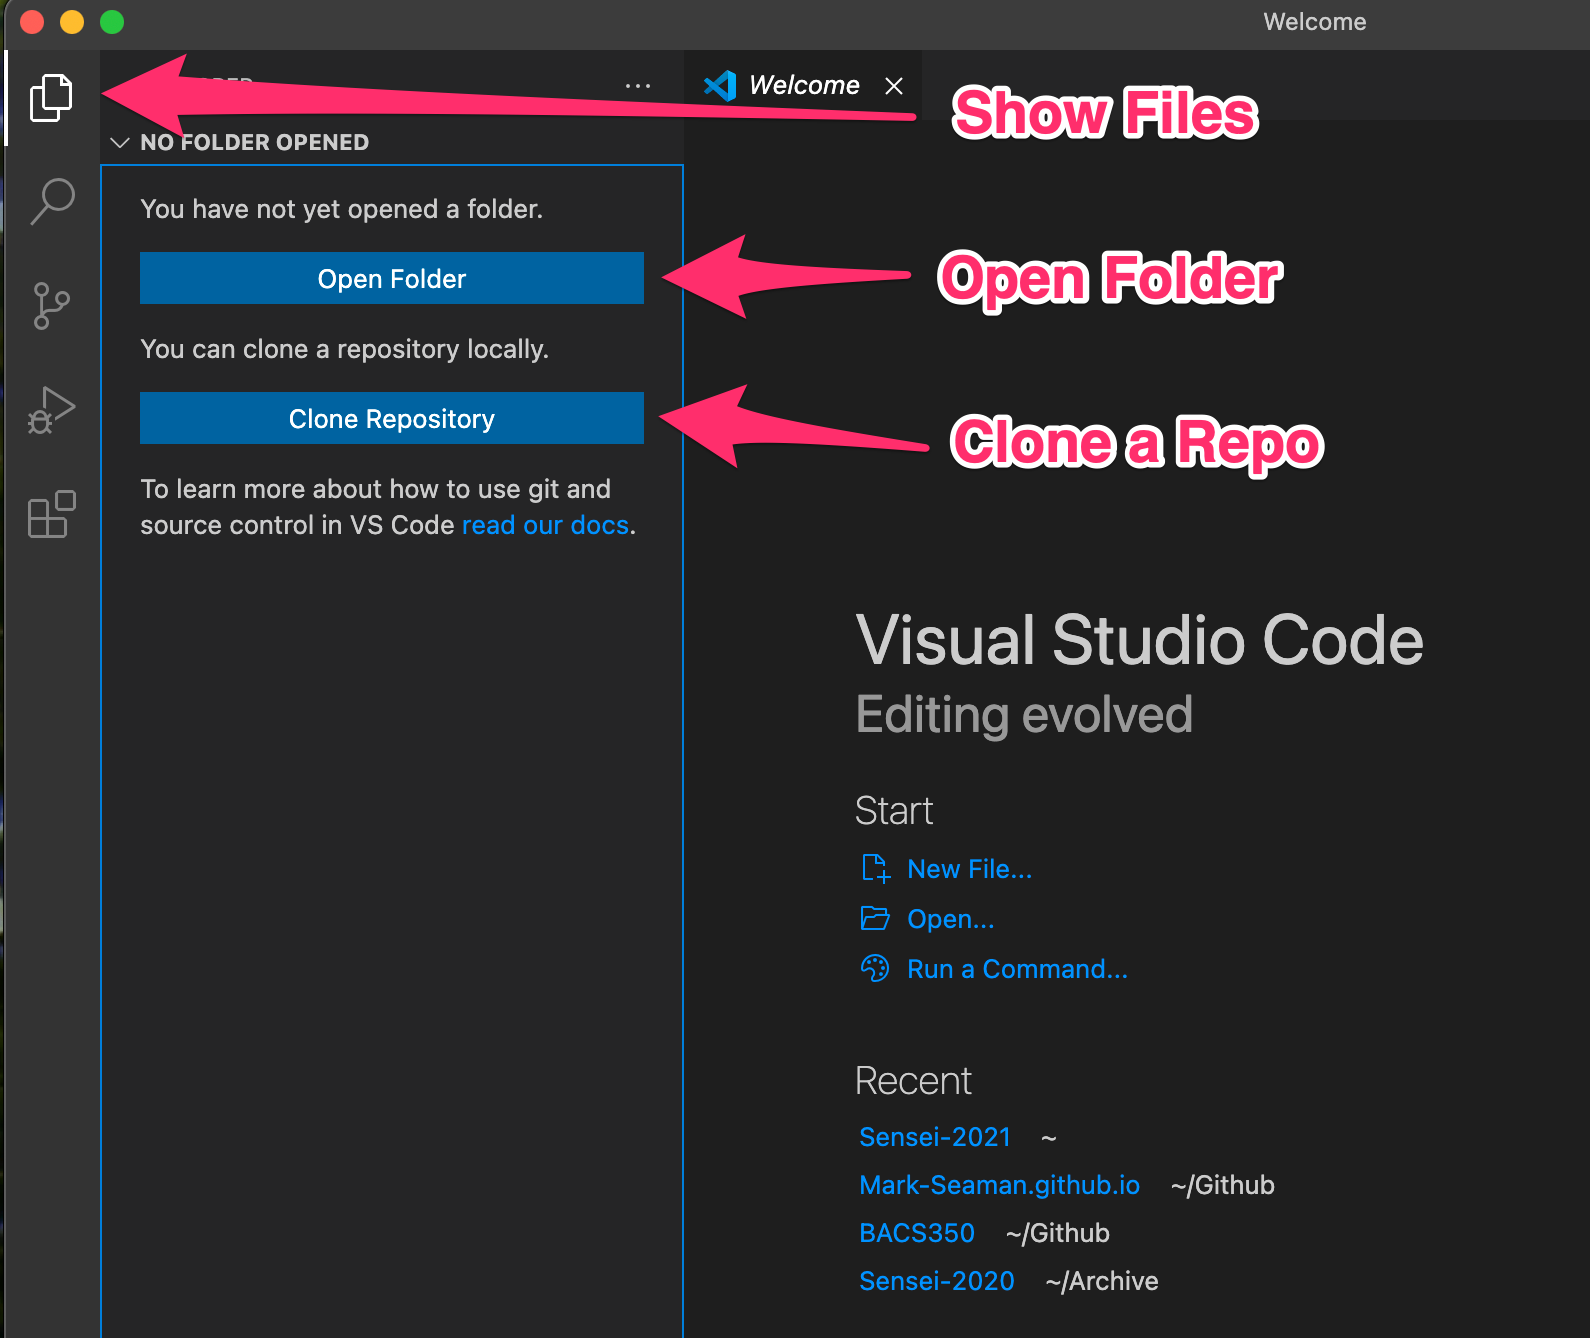 Welcome
...
Welcome
Show Files
NO FOLDER OPENED
You have not yet opened a folder.
Open Folder
Open Folder
You can clone a repository locally.
Clone Repository
Clone a Repo
To learn more about how to use git and
source control in VS Code read our docs.
Visual Studio Code
Editing evolved
Start
New File...
Open...
Run a Command...
Recent
Sensei-2021 ~
Mark-Seaman.github.io ~/Github
BACS350 ~/Github
Sensei-2020 ~/Archive